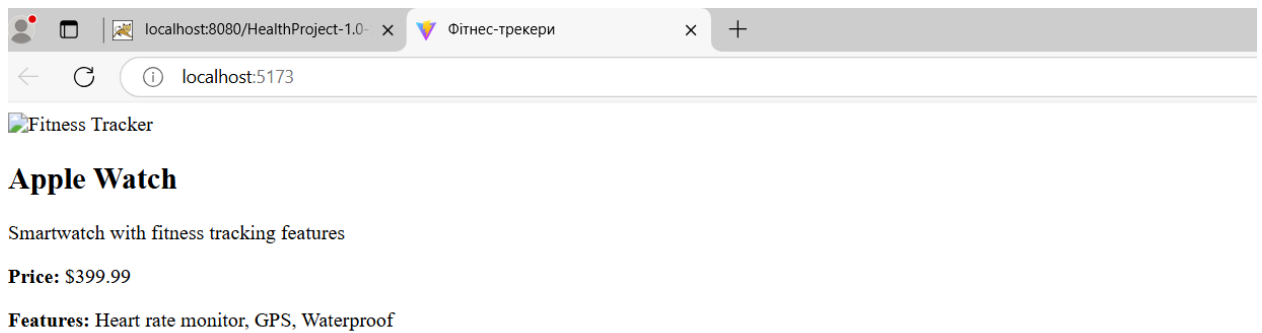 localhost:8080/HealthProject-1.0-
Фітнес-трекери
localhost:5173
Fitness Tracker
Apple Watch
Smartwatch with fitness tracking features
Price: $399.99
Features: Heart rate monitor, GPS, Waterproof